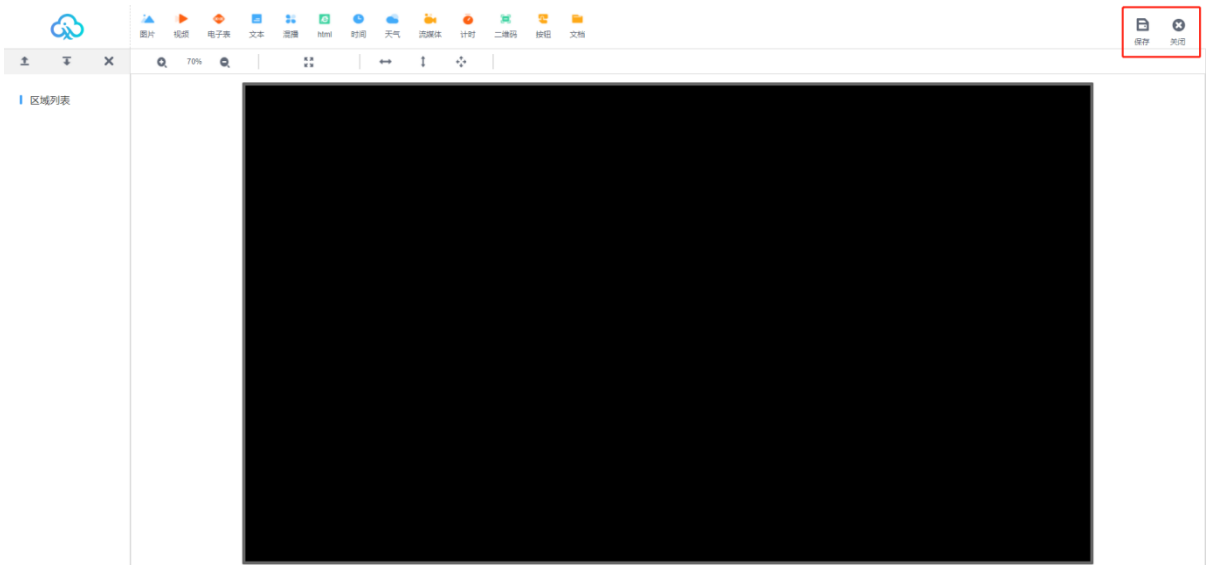 图片 视频 电子表 文本 混播 html 时间 天气 流媒体 计时 二维码 按钮 文档 保存 关闭
70%
区域列表